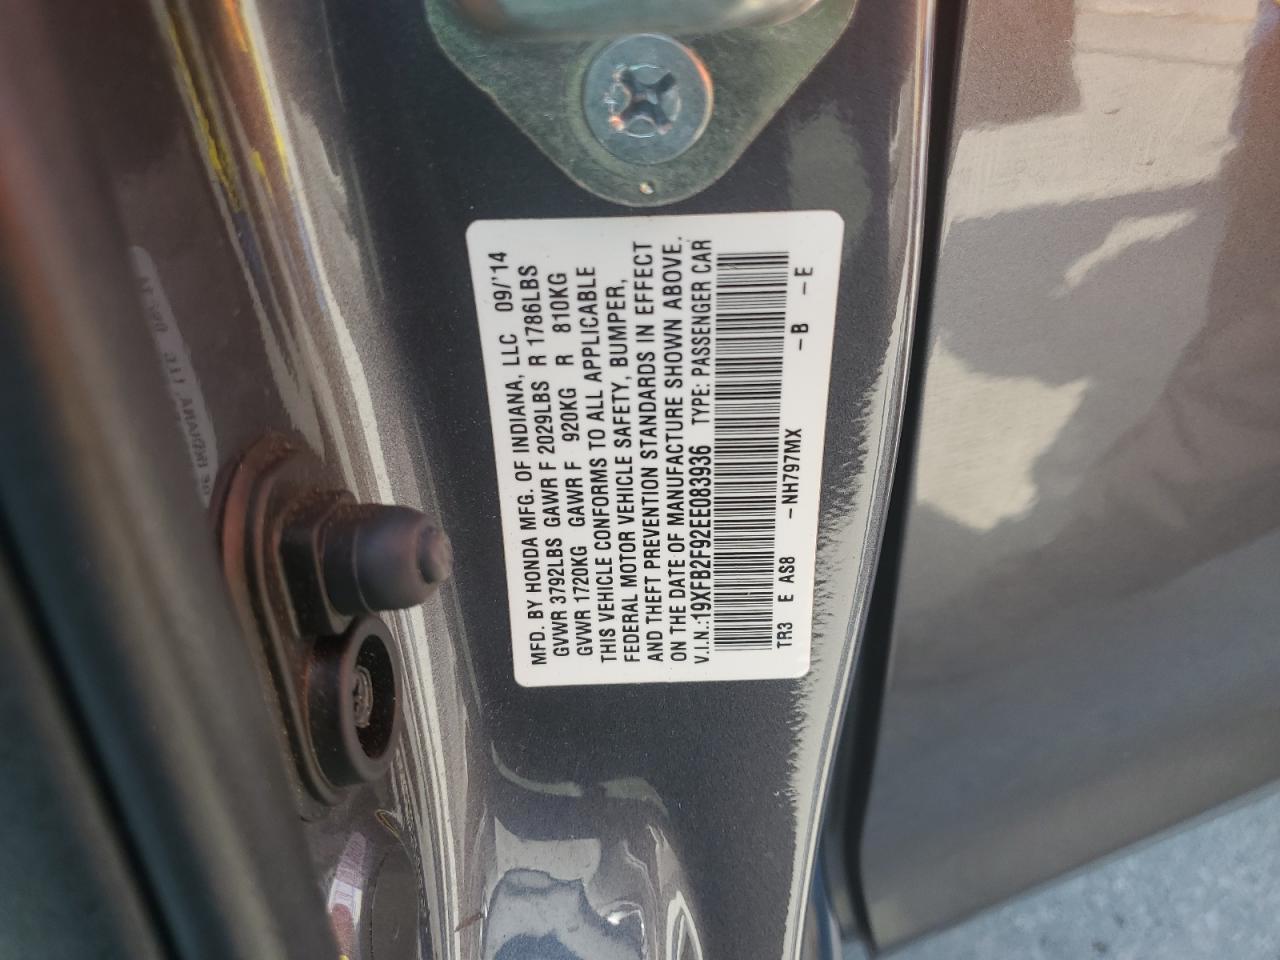 MFD. BY HONDA MFG. OF INDIANA, LLC 09/'14
GVWR 3792LBS GAWR F 2029LBS R 1786LBS
GVWR 1720KG GAWR F 920KG R 810KG
THIS VEHICLE CONFORMS TO ALL APPLICABLE
FEDERAL MOTOR VEHICLE SAFETY, BUMPER,
AND THEFT PREVENTION STANDARDS IN EFFECT
ON THE DATE OF MANUFACTURE SHOWN ABOVE.
V.I.N.:19XFB2F92EE083936 TYPE: PASSENGER CAR
TR3 E AS8 -NH797MX -B -E